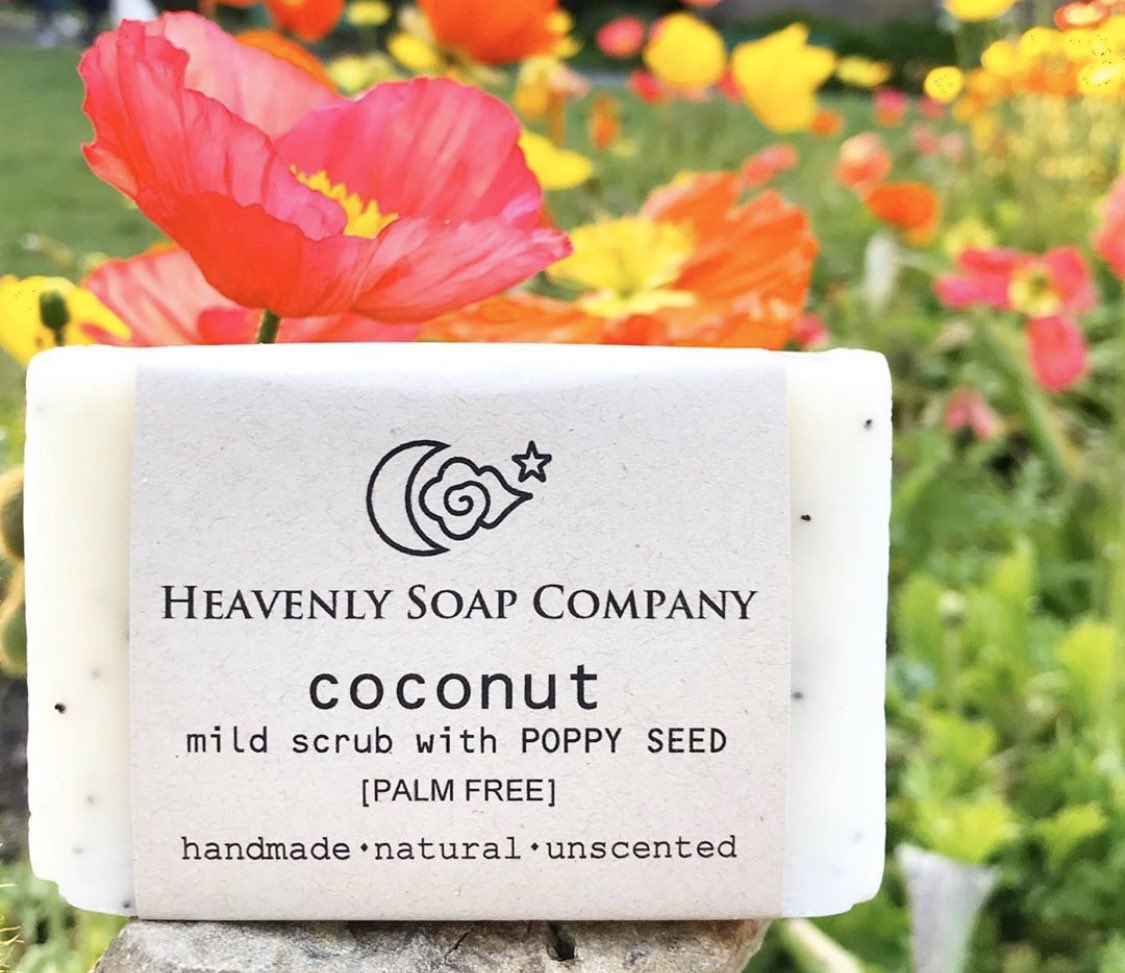 HEAVENLY SOAP COMPANY
coconut
mild scrub with POPPY SEED
[PALM FREE]
handmade•natural•unscented